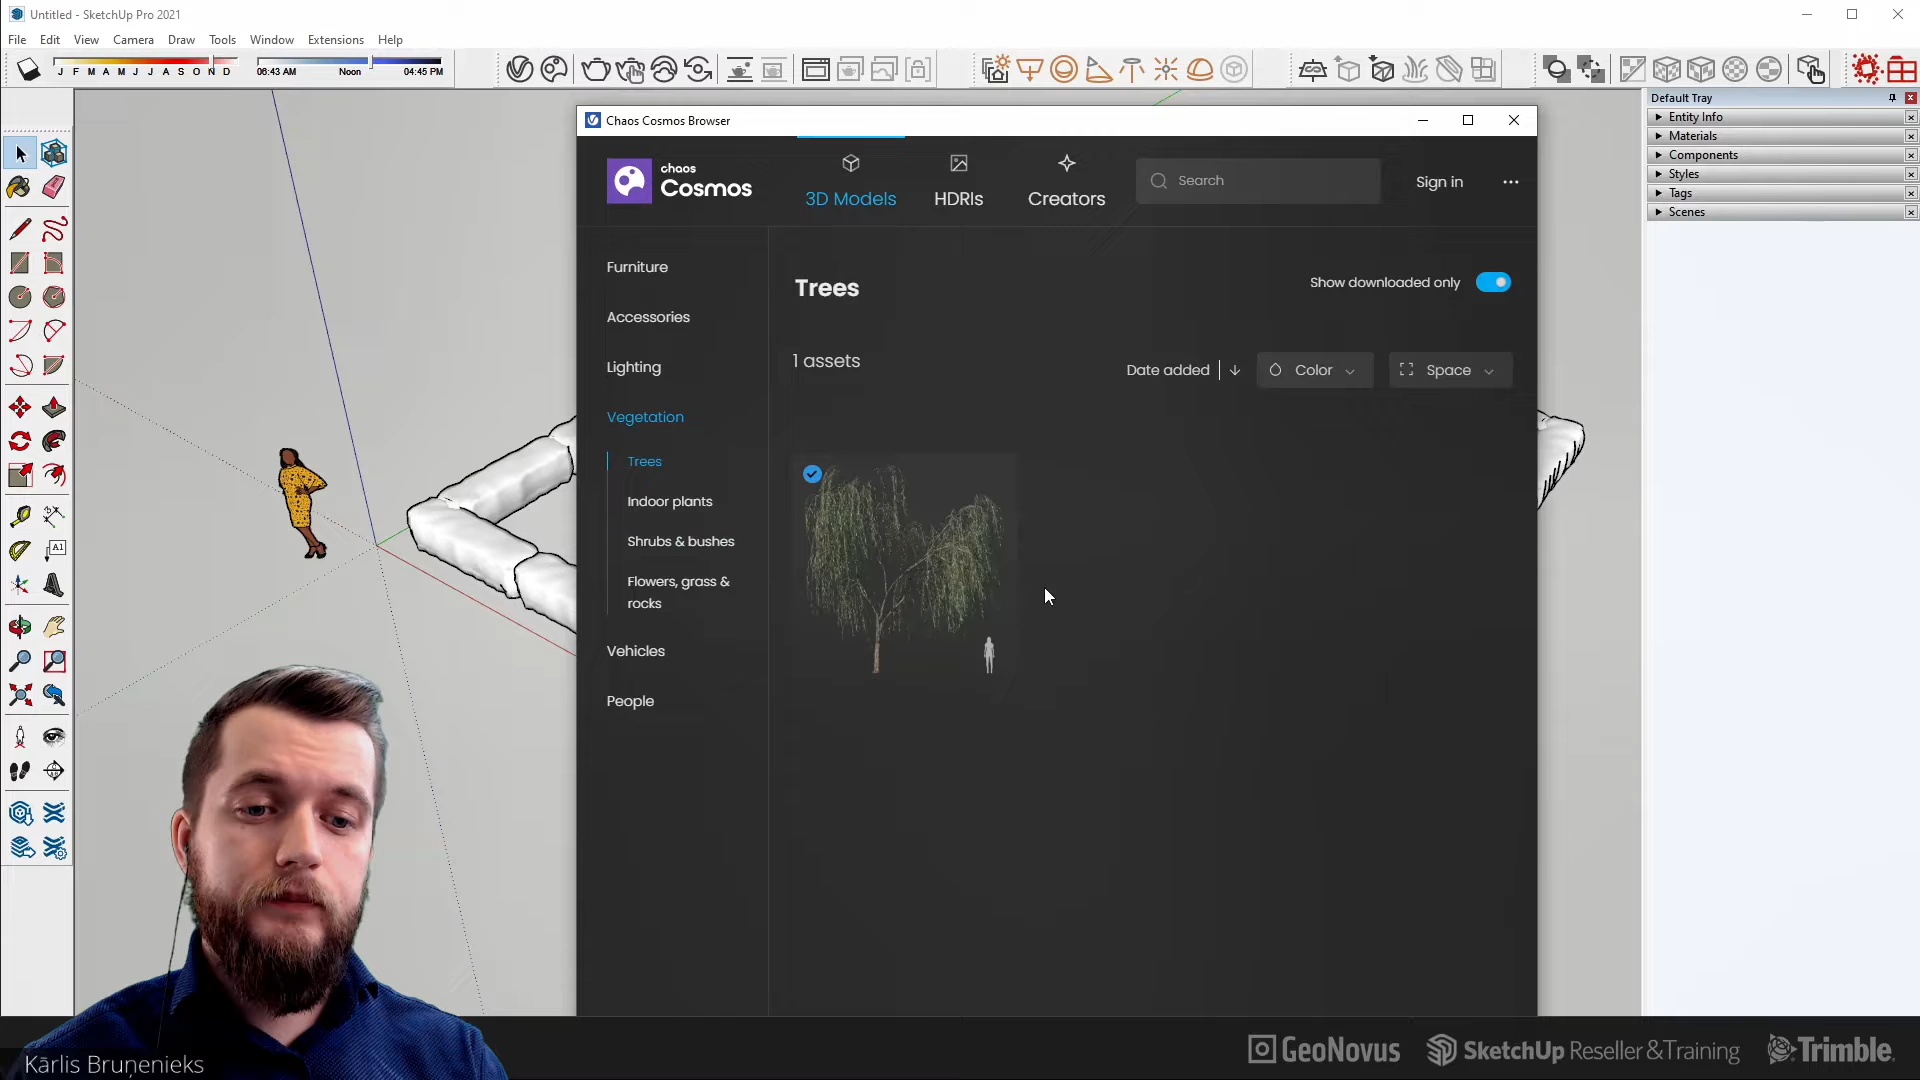 Untitled - SketchUp Pro 2021
File Edit View Camera Draw Tools Window Extensions Help
J F M A M J J A S O N D
06:43 AM Noon 04:45 PM
Default Tray
Entity Info
Materials
Components
Styles
Tags
Scenes
Chaos Cosmos Browser
chaos
Cosmos
3D Models
HDRIs
Creators
Search
Sign in
Furniture
Accessories
Lighting
Vegetation
Trees
Indoor plants
Shrubs & bushes
Flowers, grass &
rocks
Vehicles
People
Trees
Show downloaded only
1 assets
Date added
Color
Space
A1
Kārlis Bruņenieks
GeoNovus
SketchUp Reseller & Training
Trimble.